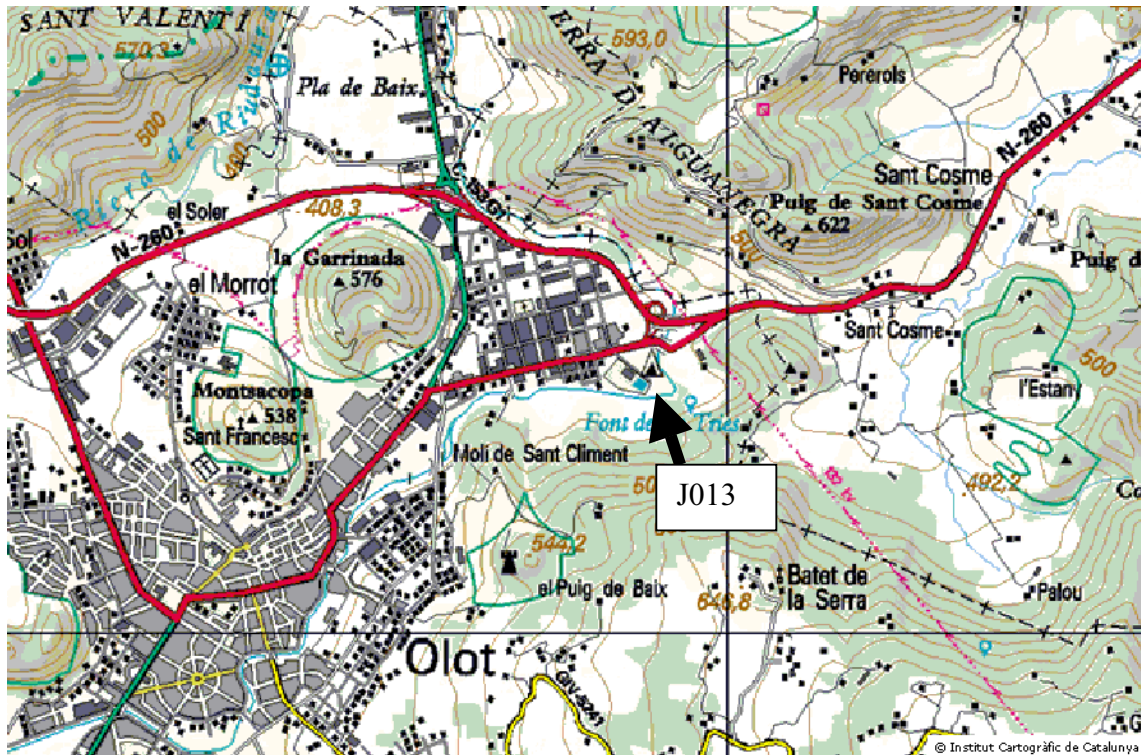 SANT VALENTÍ
570,3
Riera de Riudaura
500
480
Pla de Baix
593,0
SERRA D'AIGUANEGRA
Pererols
N-260
Sant Cosme
Puig de Sant Cosme
622
500
Puig d
el Soler
408,3
N-260
la Garrinada
576
el Morrot
Sant Cosme
500
l'Estany
Montsacopa
538
Sant Francesc
Font de
Tries
Molí de Sant Climent
J013
492,2
544,2
el Puig de Baix
646,8
Batet de
la Serra
Palou
Olot
© Institut Cartogràfic de Catalunya